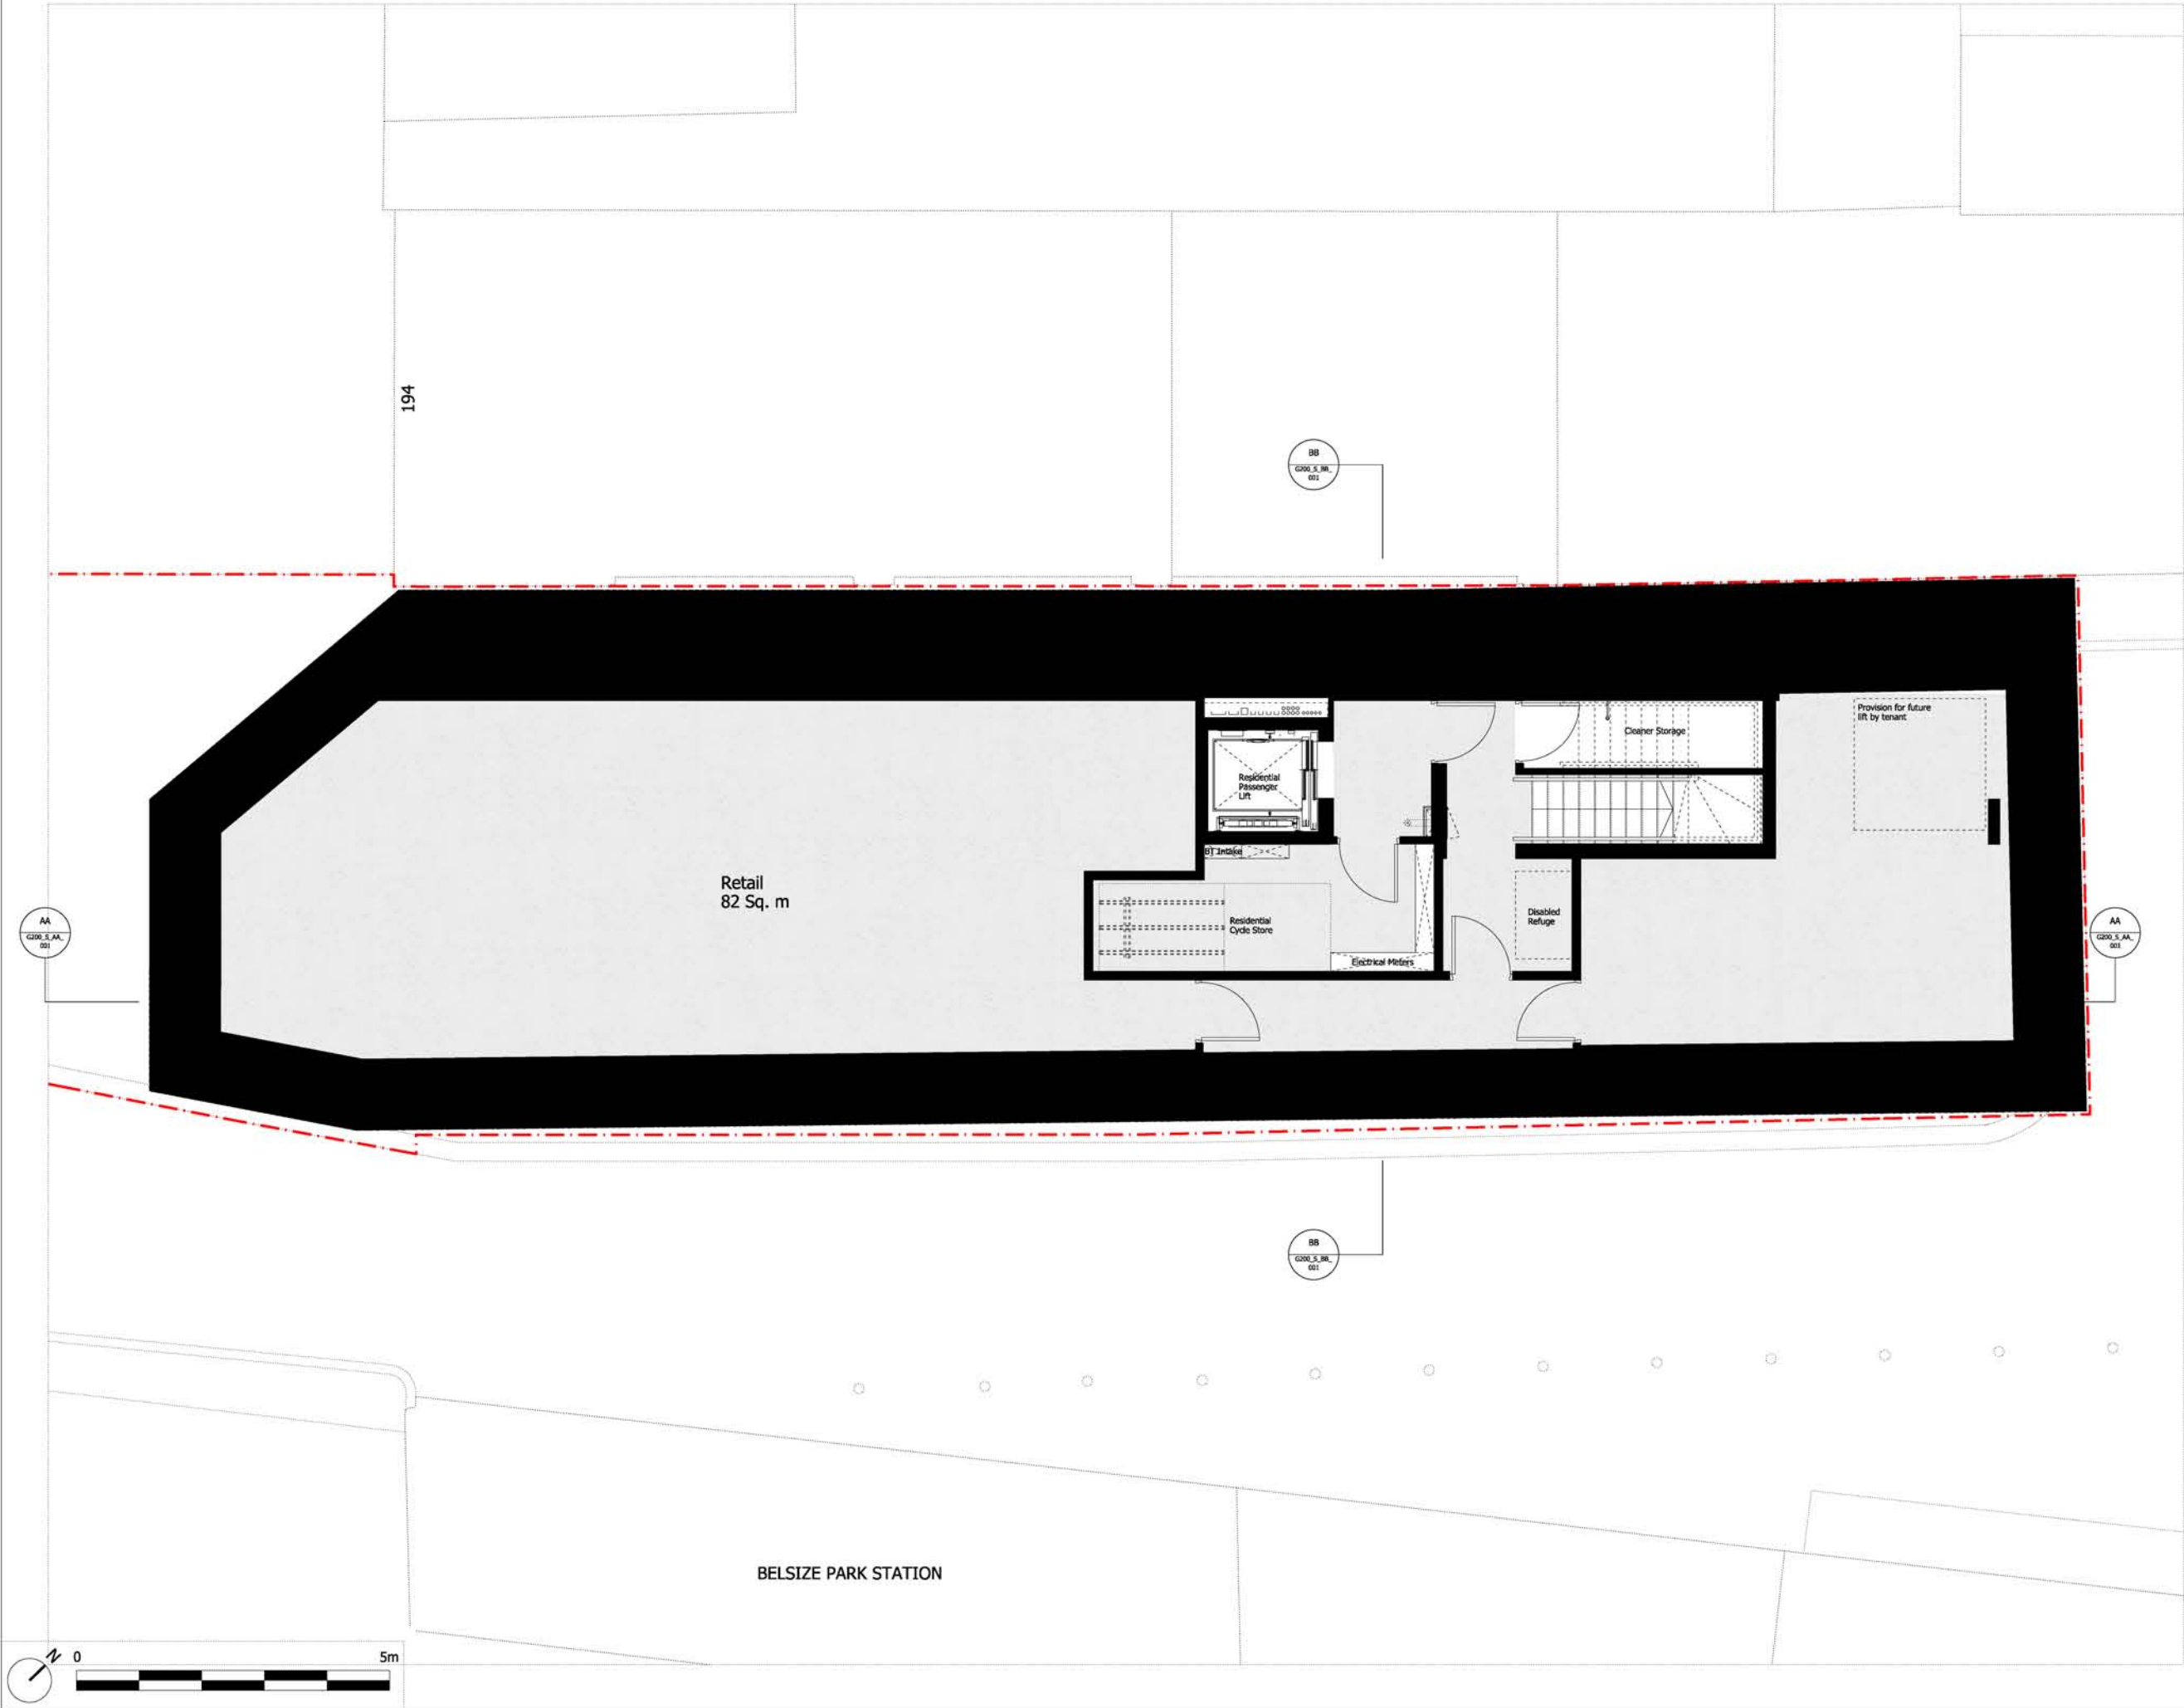 194
BB
G200_S_BB_
001
Provision for future
lift by tenant
Cleaner Storage
Residential
Passenger
Lift
BT Intake
Retail
82 Sq. m
AA
G200_S_AA_
001
Residential
Cycle Store
Disabled
Refuge
AA
G200_S_AA_
001
Electrical Meters
BB
G200_S_BB_
001
BELSIZE PARK STATION
N
0
5m